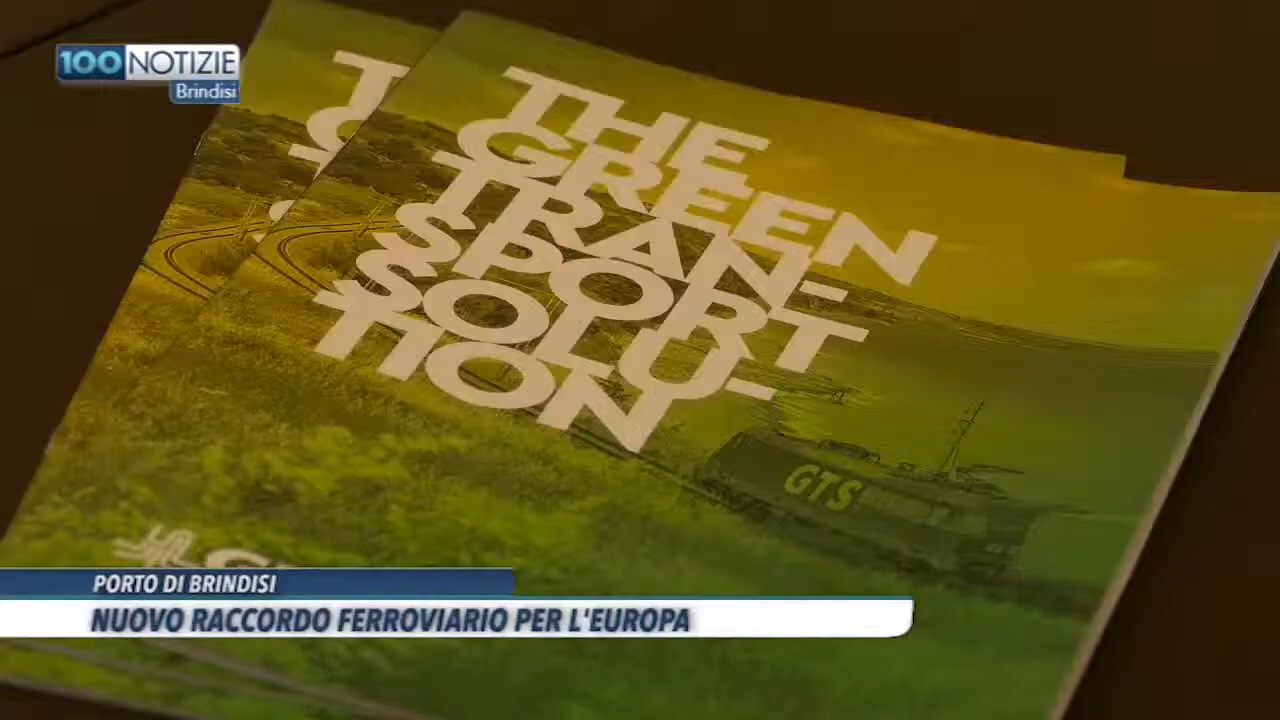 100 NOTIZIE
Brindisi
THE
GREEN
TRAN-
SPORT
SOLU-
TION
GTS
PORTO DI BRINDISI
NUOVO RACCORDO FERROVIARIO PER L'EUROPA